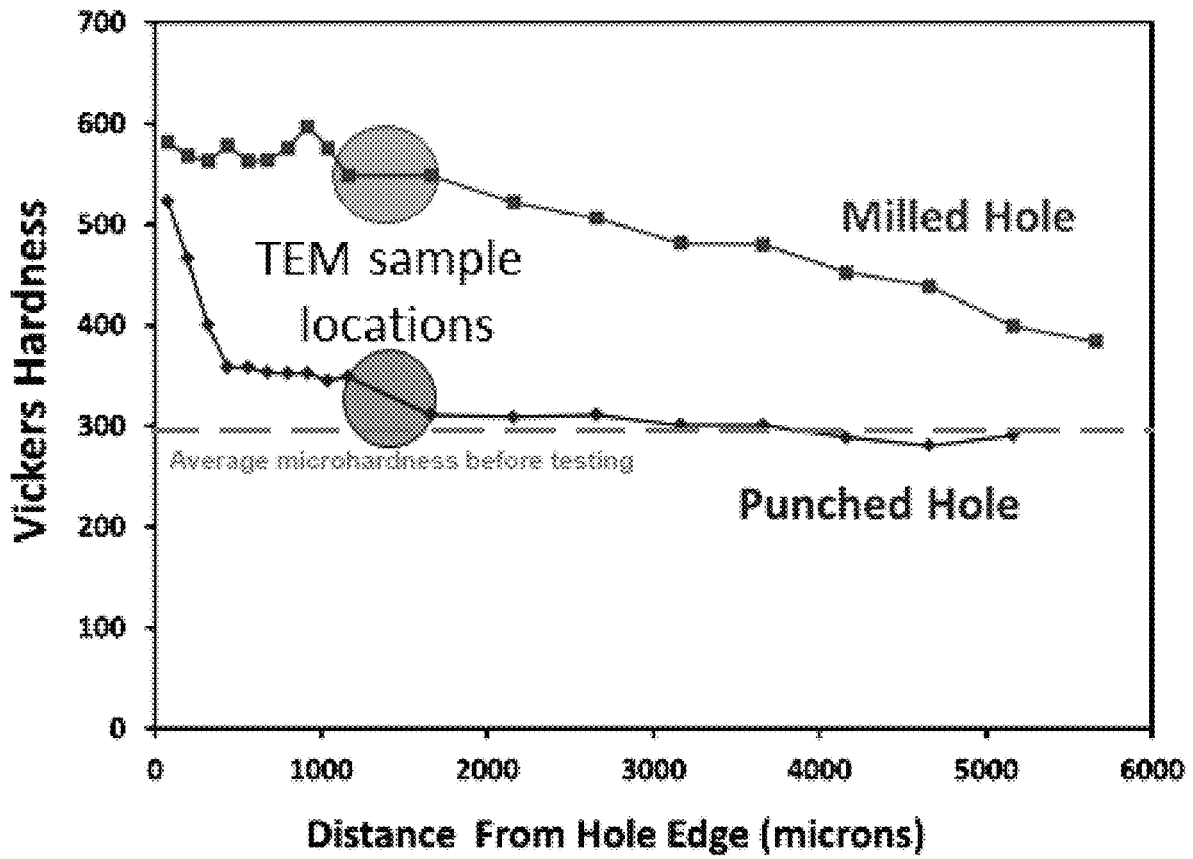 700
600
500
400
300
200
100
0
Vickers Hardness
Milled Hole
TEM sample
locations
Average microhardness before testing
Punched Hole
0 1000 2000 3000 4000 5000 6000
Distance From Hole Edge (microns)